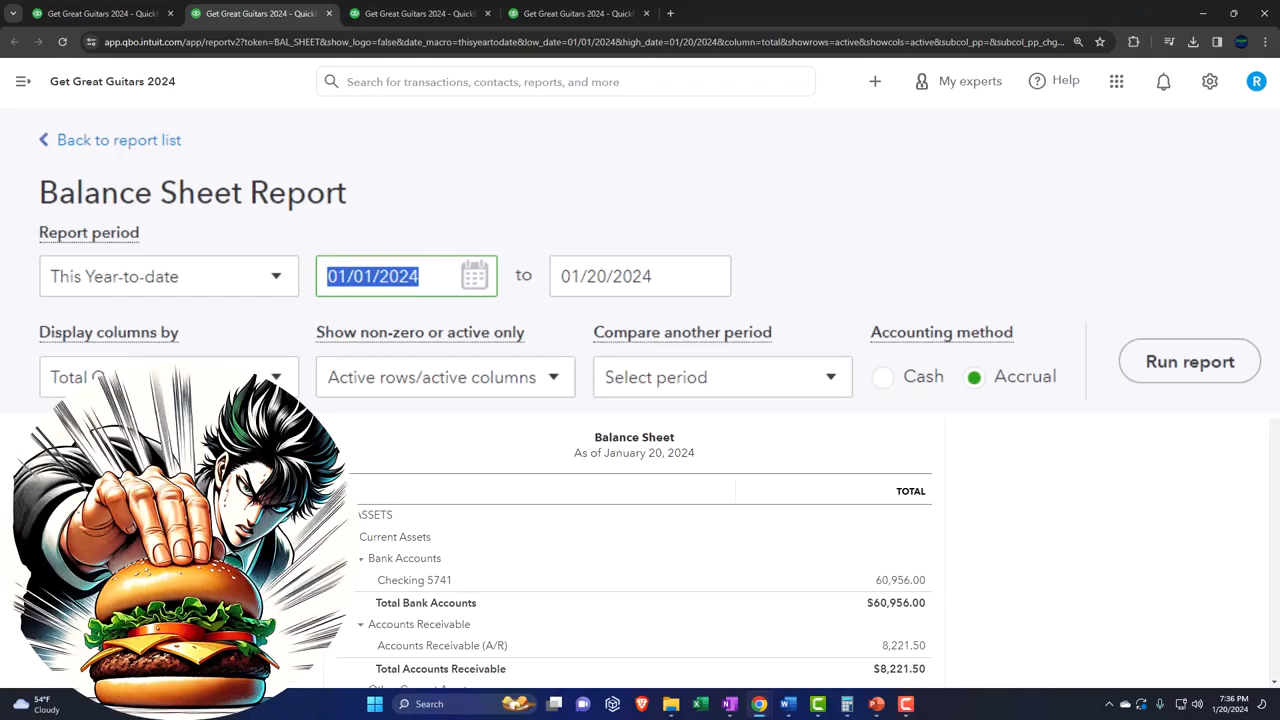 Get Great Guitars 2024 - Quickl
Get Great Guitars 2024 - Quickl
Get Great Guitars 2024 - Quickl
Get Great Guitars 2024 - Quickl
app.qbo.intuit.com/app/reportv2?token=BAL_SHEET&show_logo=false&date_macro=thisyeartodate&low_date=01/01/2024&high_date=01/20/2024&column=total&showrows=active&showcols=active&subcol_pp=&subcol_pp_chg...
Get Great Guitars 2024
Search for transactions, contacts, reports, and more
My experts
Help
R
Back to report list
Balance Sheet Report
Report period
This Year-to-date
01/01/2024
to
01/20/2024
Display columns by
Show non-zero or active only
Compare another period
Accounting method
Total
Active rows/active columns
Select period
Cash
Accrual
Run report
Balance Sheet
As of January 20, 2024
TOTAL
ASSETS
Current Assets
Bank Accounts
Checking 5741 60,956.00
Total Bank Accounts $60,956.00
Accounts Receivable
Accounts Receivable (A/R) 8,221.50
Total Accounts Receivable $8,221.50
54°F
Cloudy
Search
7:36 PM
1/20/2024